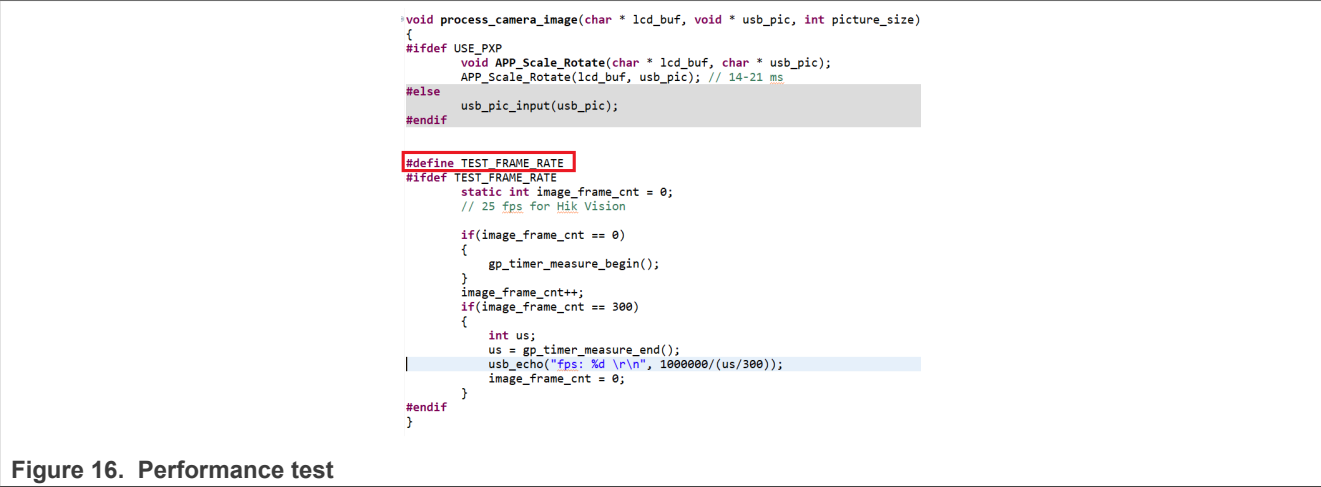 void process_camera_image(char * lcd_buf, void * usb_pic, int picture_size)
{
#ifdef USE_PXP
        void APP_Scale_Rotate(char * lcd_buf, char * usb_pic);
        APP_Scale_Rotate(lcd_buf, usb_pic); // 14-21 ms
#else
        usb_pic_input(usb_pic);
#endif
#define TEST_FRAME_RATE
#ifdef TEST_FRAME_RATE
        static int image_frame_cnt = 0;
        // 25 fps for Hik Vision
        if(image_frame_cnt == 0)
        {
            gp_timer_measure_begin();
        }
        image_frame_cnt++;
        if(image_frame_cnt == 300)
        {
            int us;
            us = gp_timer_measure_end();
            usb_echo("fps: %d \r\n", 1000000/(us/300));
            image_frame_cnt = 0;
        }
#endif
}
Figure 16. Performance test